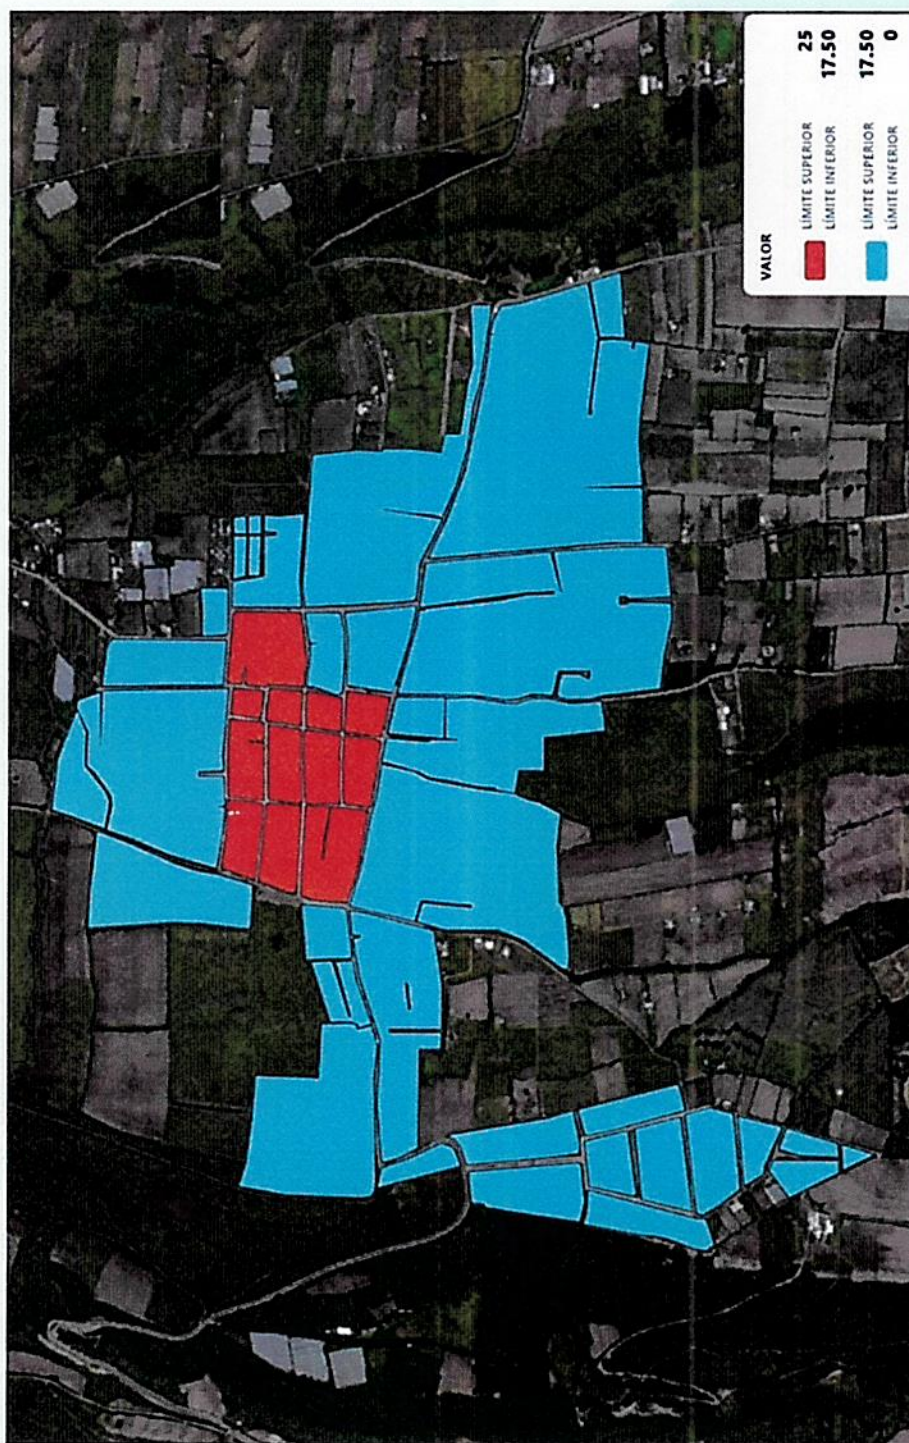 VALOR
LÍMITE SUPERIOR 25
LÍMITE INFERIOR 17.50
LÍMITE SUPERIOR 17.50
LÍMITE INFERIOR 0